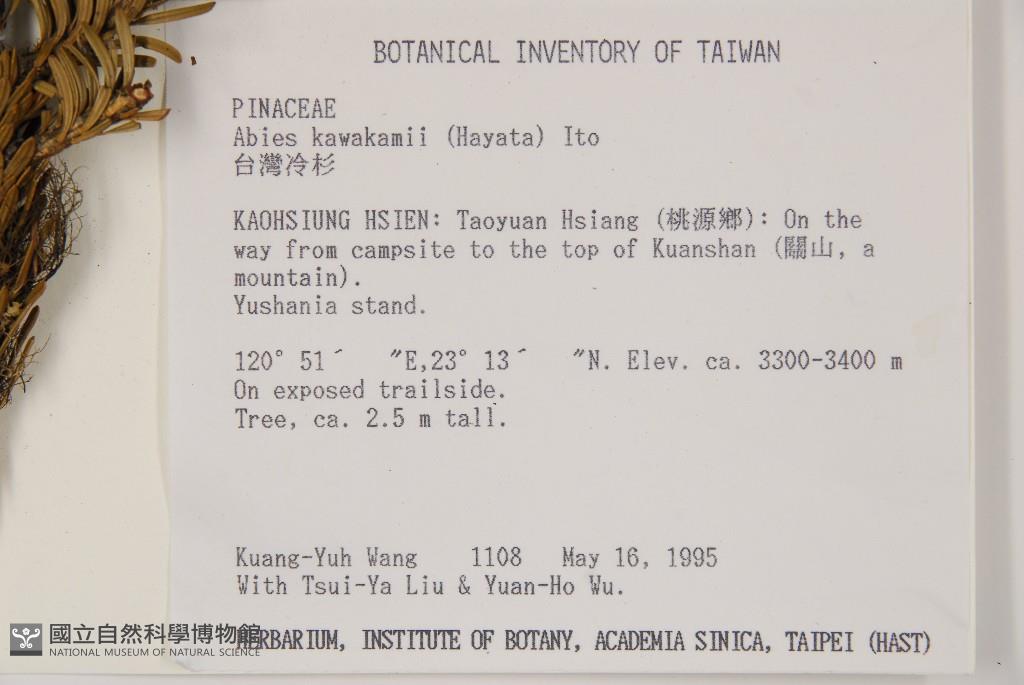 BOTANICAL INVENTORY OF TAIWAN
PINACEAE
Abies kawakamii (Hayata) Ito
台灣冷杉
KAOHSIUNG HSIEN: Taoyuan Hsiang (桃源鄉): On the
way from campsite to the top of Kuanshan (關山, a
mountain).
Yushania stand.
120° 51´ ″E,23° 13´ ″N. Elev. ca. 3300-3400 m
On exposed trailside.
Tree, ca. 2.5 m tall.
Kuang-Yuh Wang 1108 May 16, 1995
With Tsui-Ya Liu & Yuan-Ho Wu.
HERBARIUM, INSTITUTE OF BOTANY, ACADEMIA SINICA, TAIPEI (HAST)
國立自然科學博物館
NATIONAL MUSEUM OF NATURAL SCIENCE